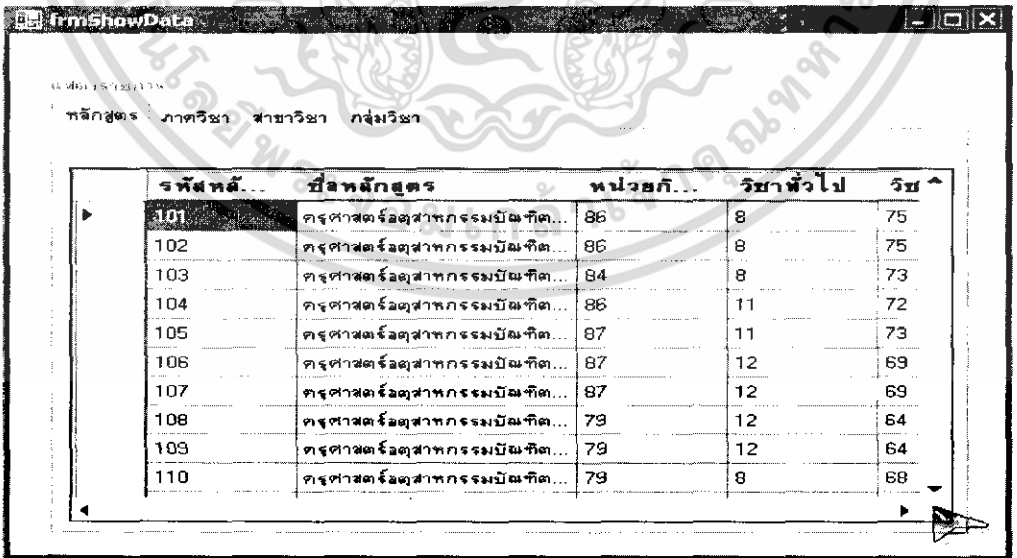 frmShowData
หลักสูตร ภาควิชา สาขาวิชา กลุ่มวิชา
รหัสหลั... ชื่อหลักสูตร หน่วยกิ... วิชาทั่วไป วิช
101 ครุศาสตร์อุตสาหกรรมบัณฑิต... 86 8 75
102 ครุศาสตร์อุตสาหกรรมบัณฑิต... 86 8 75
103 ครุศาสตร์อุตสาหกรรมบัณฑิต... 84 8 73
104 ครุศาสตร์อุตสาหกรรมบัณฑิต... 86 11 72
105 ครุศาสตร์อุตสาหกรรมบัณฑิต... 87 11 73
106 ครุศาสตร์อุตสาหกรรมบัณฑิต... 87 12 69
107 ครุศาสตร์อุตสาหกรรมบัณฑิต... 87 12 69
108 ครุศาสตร์อุตสาหกรรมบัณฑิต... 79 12 64
109 ครุศาสตร์อุตสาหกรรมบัณฑิต... 79 12 64
110 ครุศาสตร์อุตสาหกรรมบัณฑิต... 79 8 68